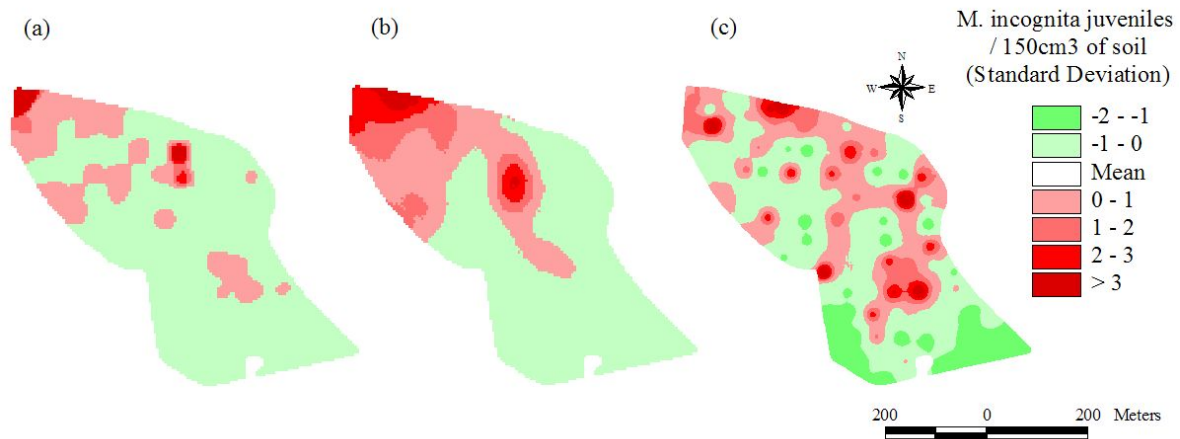 (a)
(b)
(c)
M. incognita juveniles
/ 150cm3 of soil
(Standard Deviation)
N
W E
S
-2 - -1
-1 - 0
Mean
0 - 1
1 - 2
2 - 3
> 3
200 0 200 Meters